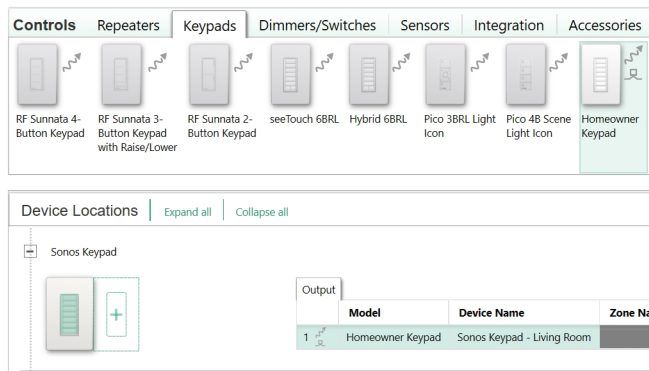 Controls Repeaters Keypads Dimmers/Switches Sensors Integration Accessories
RF Sunnata 4-
Button Keypad
RF Sunnata 3-
Button Keypad
with Raise/Lower
RF Sunnata 2-
Button Keypad
seeTouch 6BRL
Hybrid 6BRL
Pico 3BRL Light
Icon
Pico 4B Scene
Light Icon
Homeowner
Keypad
Device Locations Expand all Collapse all
Sonos Keypad
Output
Model Device Name Zone Na
1 Homeowner Keypad Sonos Keypad - Living Room